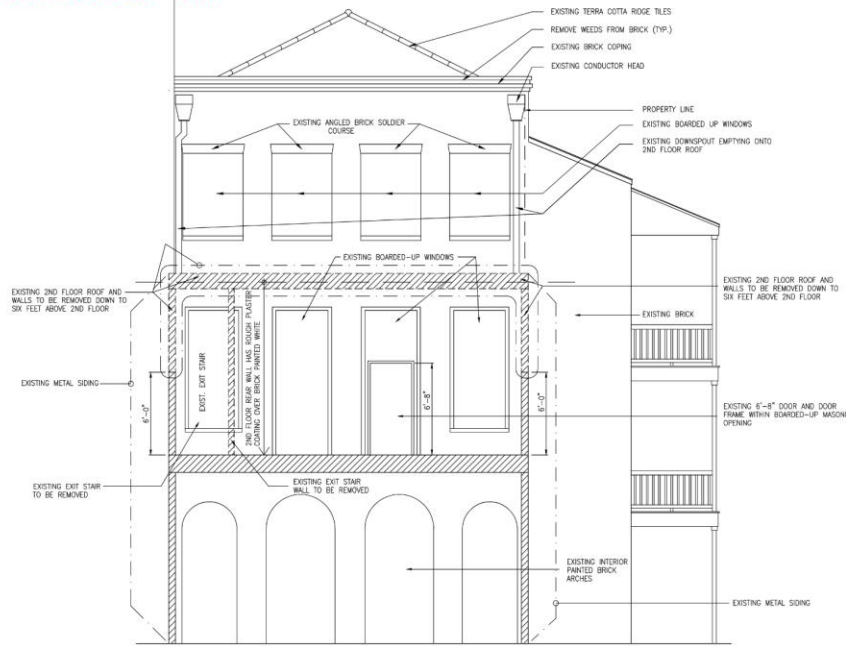 EXISTING TERRA COTTA RIDGE TILES
REMOVE WEEDS FROM BRICK (TYP.)
EXISTING BRICK COPING
EXISTING CONDUCTOR HEAD
PROPERTY LINE
EXISTING ANGLED BRICK SOLDIER
COURSE
EXISTING BOARDED UP WINDOWS
EXISTING DOWNSPOUT EMPTYING ONTO
2ND FLOOR ROOF
EXISTING BOARDED-UP WINDOWS
EXISTING 2ND FLOOR ROOF AND
WALLS TO BE REMOVED DOWN TO
SIX FEET ABOVE 2ND FLOOR
EXISTING 2ND FLOOR ROOF AND
WALLS TO BE REMOVED DOWN TO
SIX FEET ABOVE 2ND FLOOR
EXISTING BRICK
EXIST. EXIT STAIR
2ND FLOOR REAR WALL HAS ROUGH PLASTER
COATING OVER BRICK PAINTED WHITE
EXISTING METAL SIDING
6'-0"
6'-8"
6'-0"
EXISTING 6'-8" DOOR AND DOOR
FRAME WITHIN BOARDED-UP MASON
OPENING
EXISTING EXIT STAIR
TO BE REMOVED
EXISTING EXIT STAIR
WALL TO BE REMOVED
EXISTING INTERIOR
PAINTED BRICK
ARCHES
EXISTING METAL SIDING